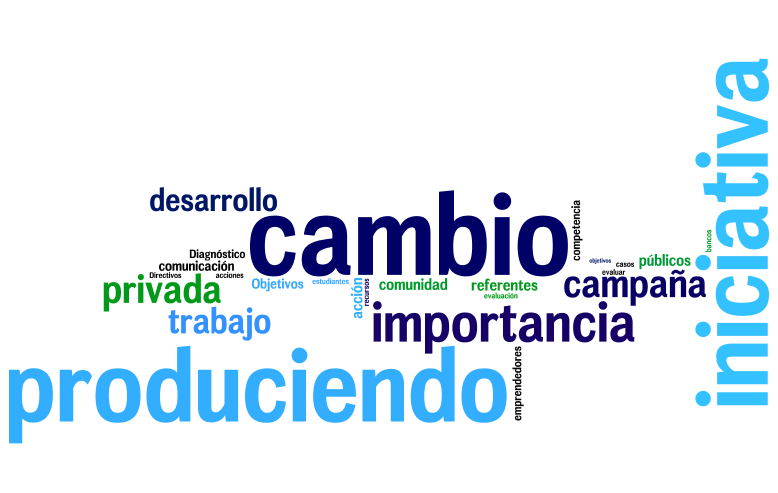 desarrollo
cambio
competencia
iniciativa
bancos
Diagnóstico
comunicación
Directivos
acciones
objetivos
casos
públicos
evaluar
privada
Objetivos
estudiantes
acción
recursos
comunidad
referentes
evaluación
campaña
trabajo
importancia
produciendo
emprendedores